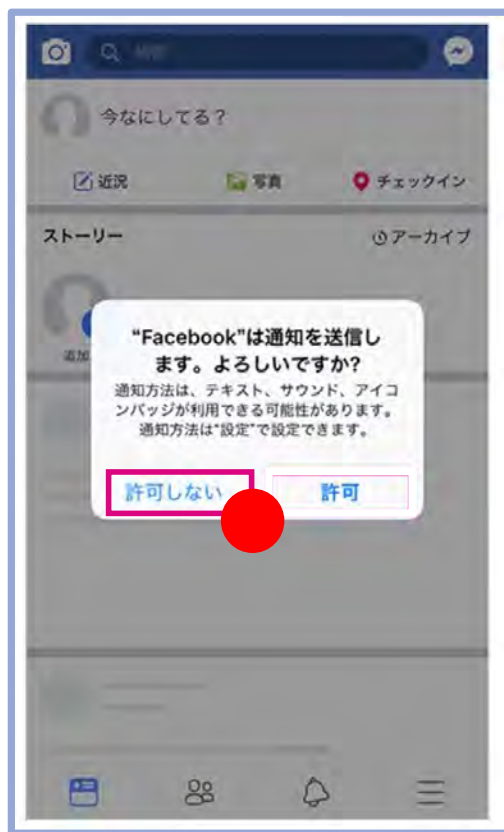 今なにしてる？
近況 写真 チェックイン
ストーリー アーカイブ
追加
“Facebook”は通知を送信し
ます。よろしいですか?
通知方法は、テキスト、サウンド、アイコ
ンバッジが利用できる可能性があります。
通知方法は“設定”で設定できます。
許可しない 許可